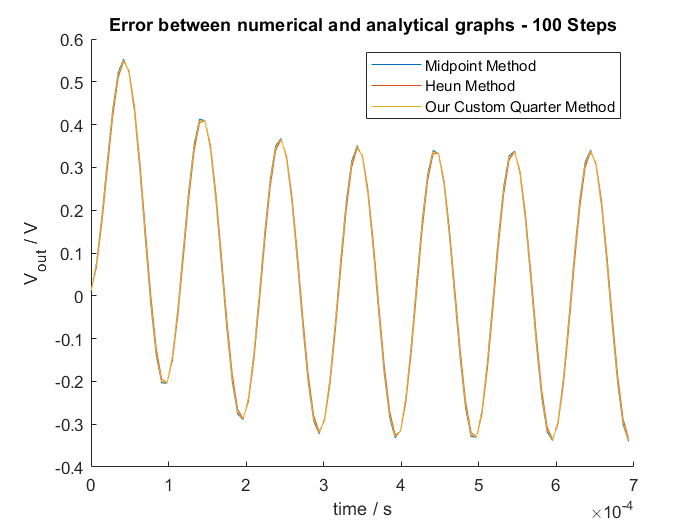 Error between numerical and analytical graphs - 100 Steps
Midpoint Method
Heun Method
Our Custom Quarter Method
V_out / V
0.6
0.5
0.4
0.3
0.2
0.1
0
-0.1
-0.2
-0.3
-0.4
0 1 2 3 4 5 6 7
time / s
×10^-4